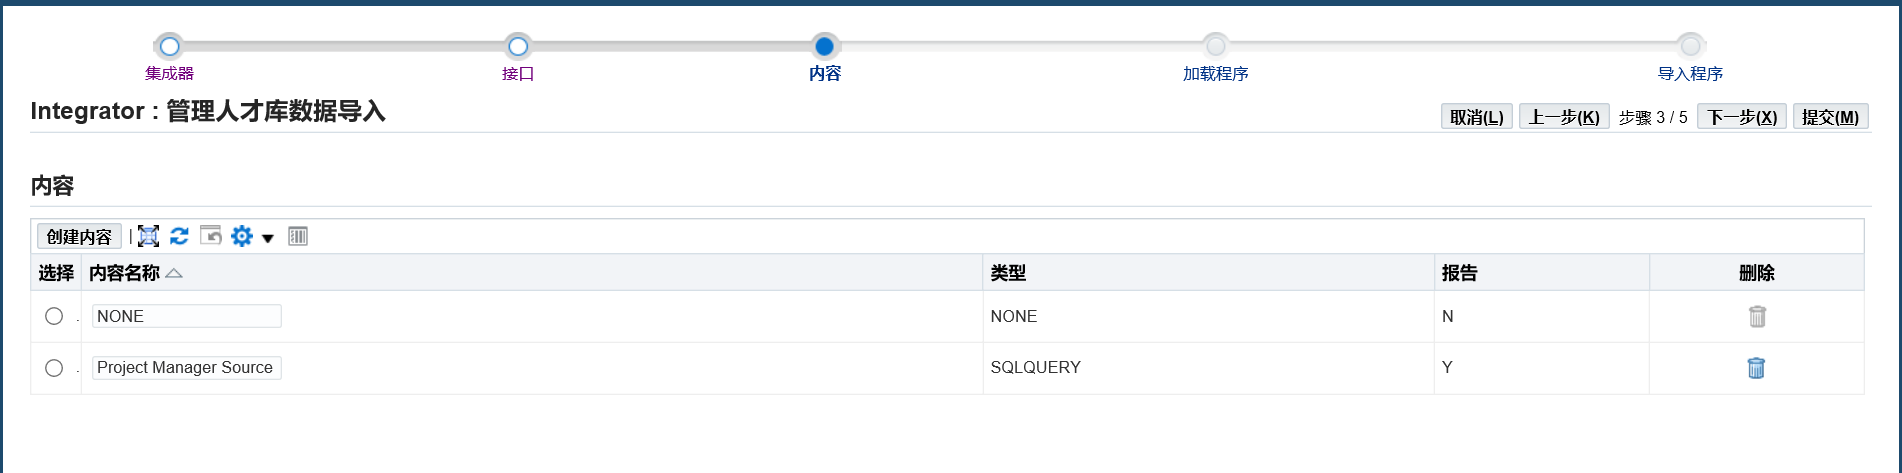 集成器 接口 内容 加载程序 导入程序
Integrator : 管理人才库数据导入 取消(L) 上一步(K) 步骤 3 / 5 下一步(X) 提交(M)
内容
创建内容 |
选择 内容名称 类型 报告 删除
. NONE NONE N
. Project Manager Source SQLQUERY Y